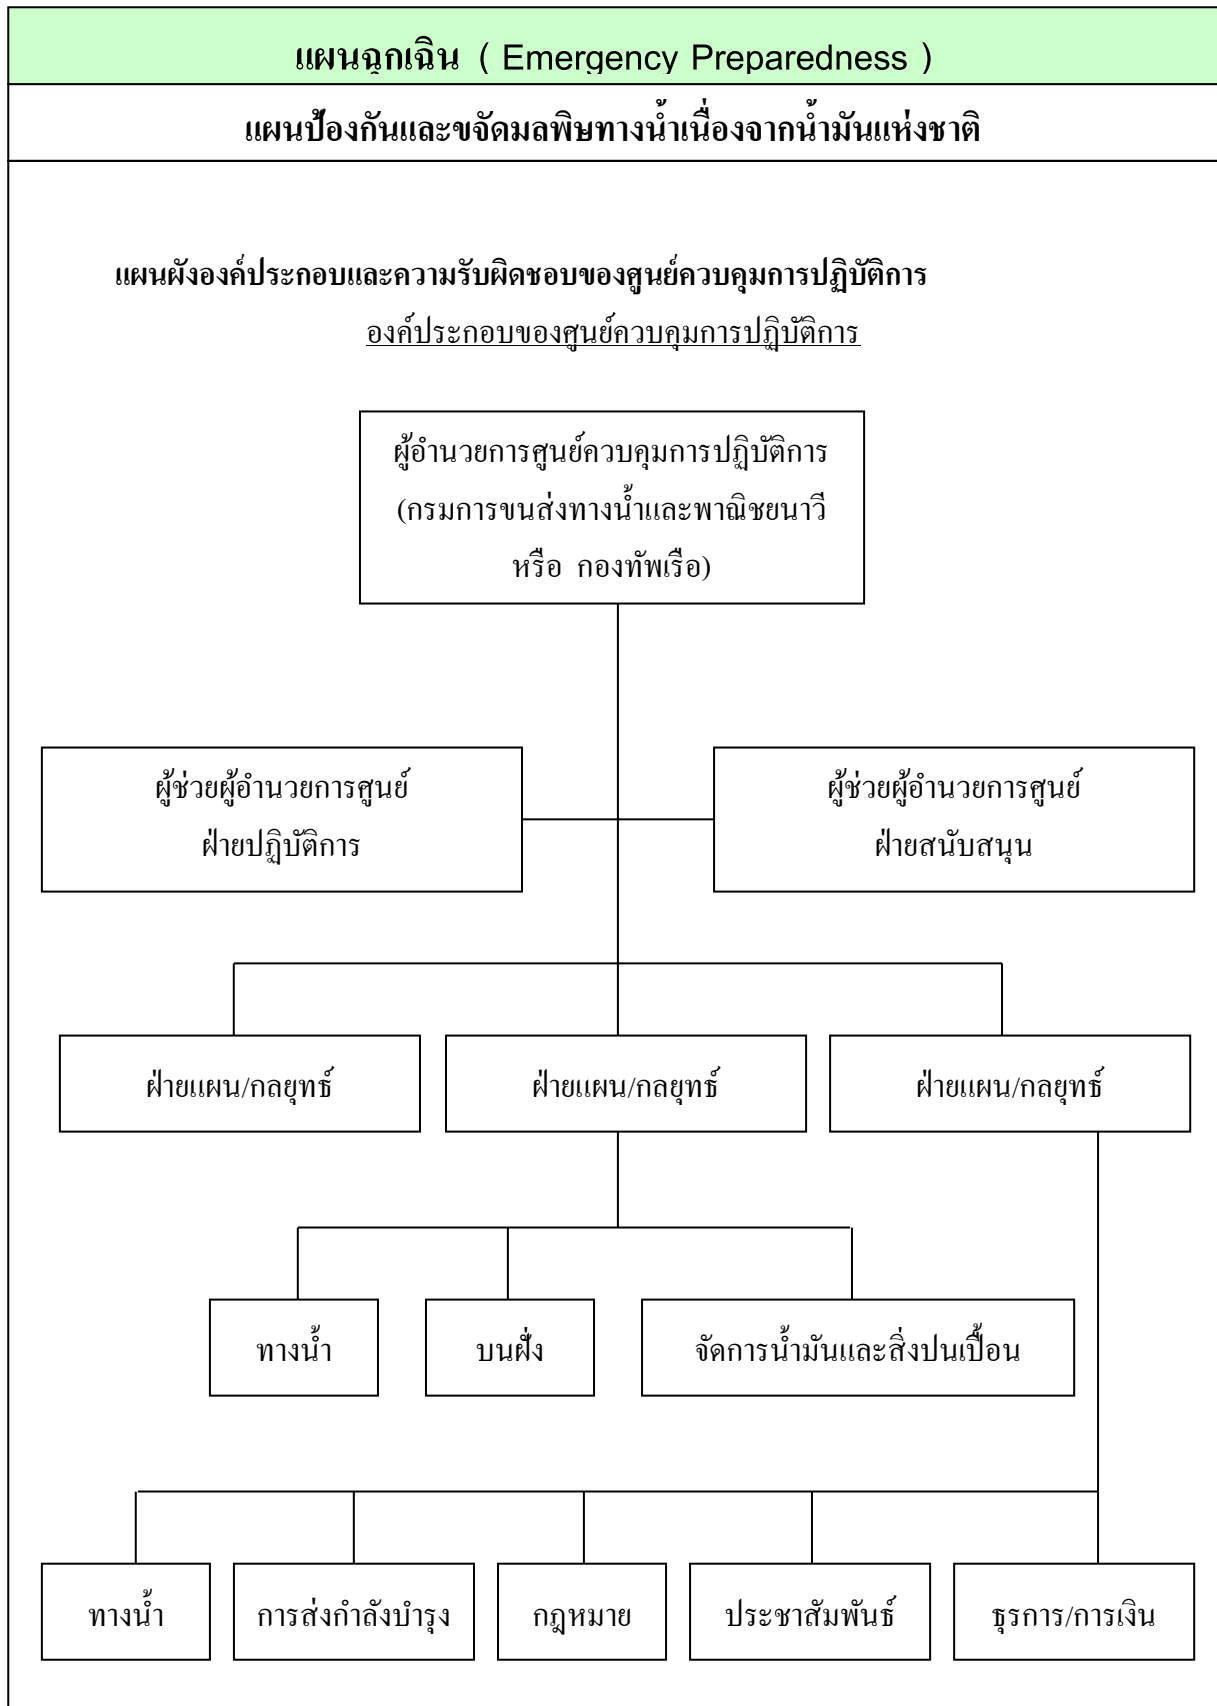 แผนฉุกเฉิน ( Emergency Preparedness )
แผนป้องกันและขจัดมลพิษทางน้ำเนื่องจากน้ำมันแห่งชาติ
แผนผังองค์ประกอบและความรับผิดชอบของศูนย์ควบคุมการปฏิบัติการ
องค์ประกอบของศูนย์ควบคุมการปฏิบัติการ
ผู้อำนวยการศูนย์ควบคุมการปฏิบัติการ
(กรมการขนส่งทางน้ำและพาณิชยนาวี
หรือ กองทัพเรือ)
ผู้ช่วยผู้อำนวยการศูนย์
ฝ่ายปฏิบัติการ
ผู้ช่วยผู้อำนวยการศูนย์
ฝ่ายสนับสนุน
ฝ่ายแผน/กลยุทธ์
ฝ่ายแผน/กลยุทธ์
ฝ่ายแผน/กลยุทธ์
ทางน้ำ
บนฝั่ง
จัดการน้ำมันและสิ่งปนเปื้อน
ทางน้ำ
การส่งกำลังบำรุง
กฎหมาย
ประชาสัมพันธ์
ธุรการ/การเงิน